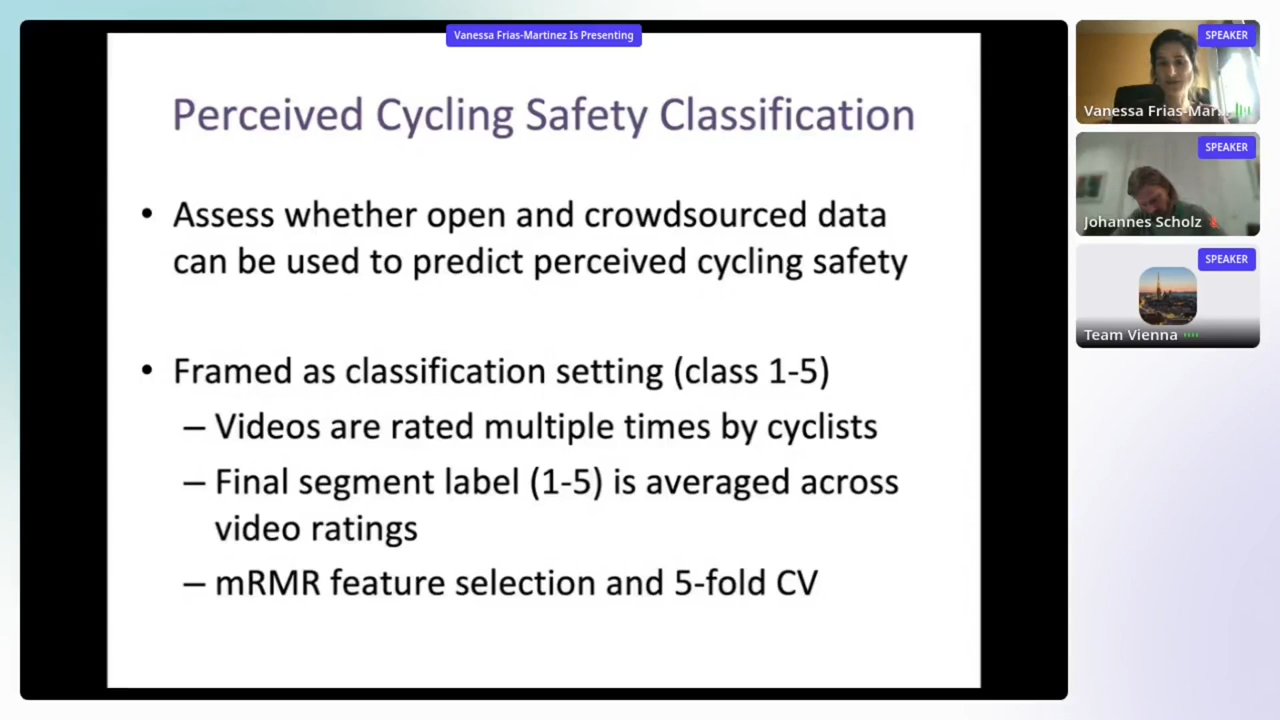 Vanessa Frias-Martinez Is Presenting
Perceived Cycling Safety Classification
• Assess whether open and crowdsourced data
can be used to predict perceived cycling safety
• Framed as classification setting (class 1-5)
– Videos are rated multiple times by cyclists
– Final segment label (1-5) is averaged across
video ratings
– mRMR feature selection and 5-fold CV
SPEAKER
Vanessa Frias-Mar...
SPEAKER
Johannes Scholz
SPEAKER
Team Vienna